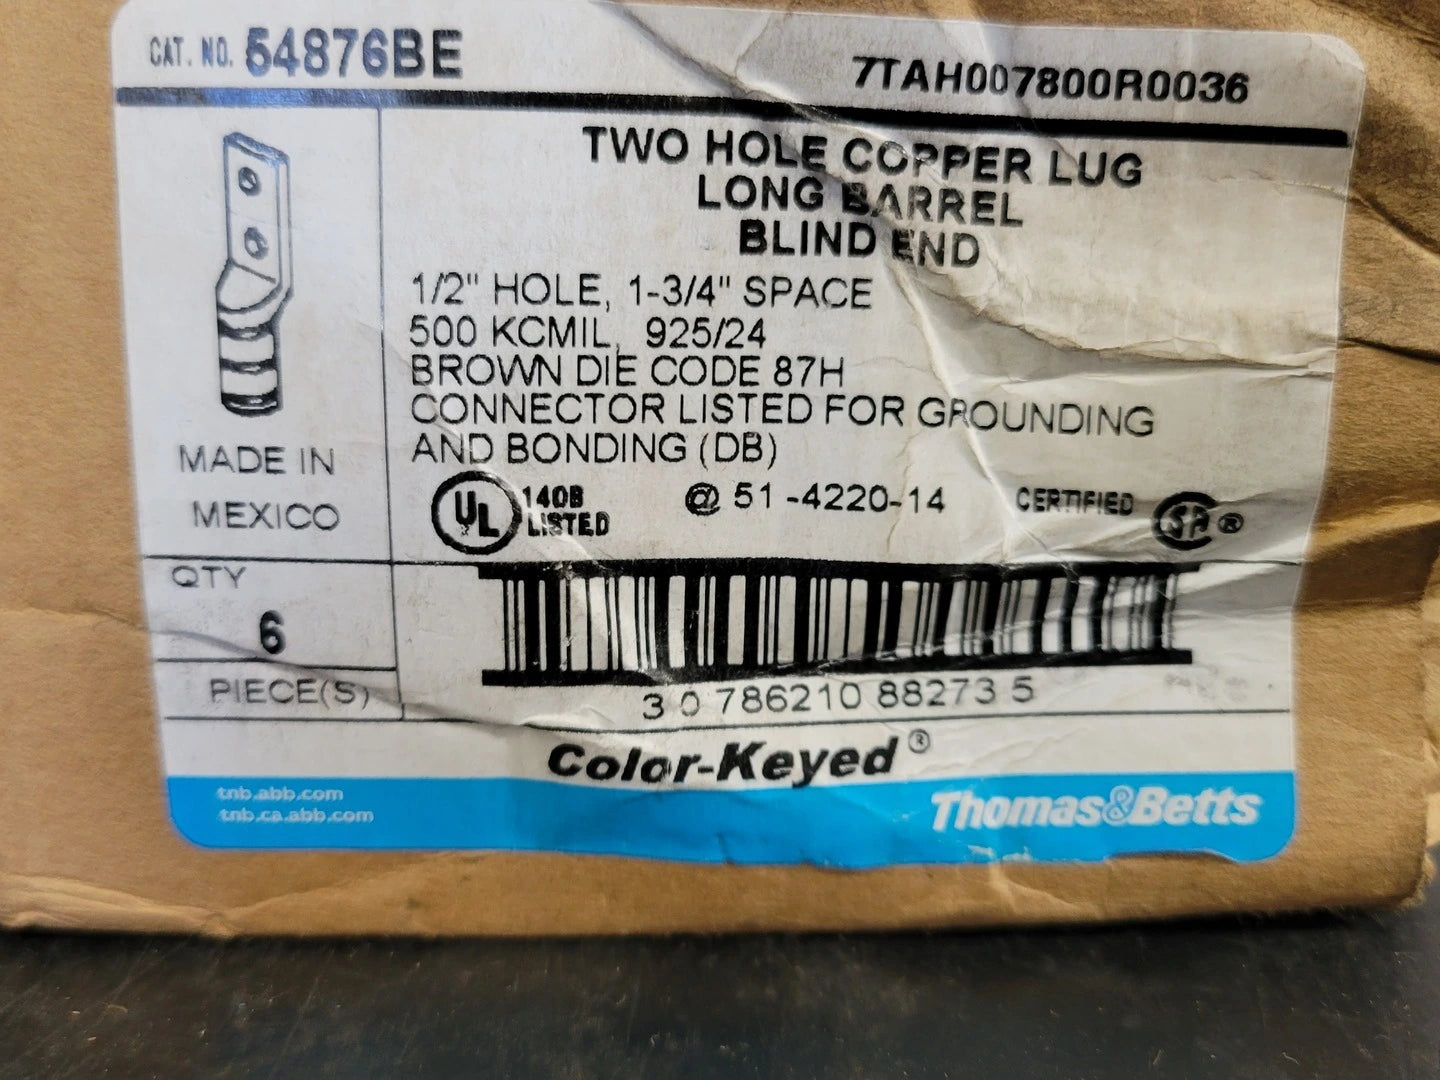 CAT. NO. 54876BE
7TAH007800R0036
TWO HOLE COPPER LUG
LONG BARREL
BLIND END
1/2" HOLE, 1-3/4" SPACE
500 KCMIL, 925/24
BROWN DIE CODE 87H
CONNECTOR LISTED FOR GROUNDING
AND BONDING (DB)
MADE IN
MEXICO
UL 140B
LISTED
@ 51-4220-14
CERTIFIED SA®
QTY
6
PIECE(S)
3 0 786210 88273 5
Color-Keyed®
tnb.abb.com
tnb.ca.abb.com
Thomas&Betts